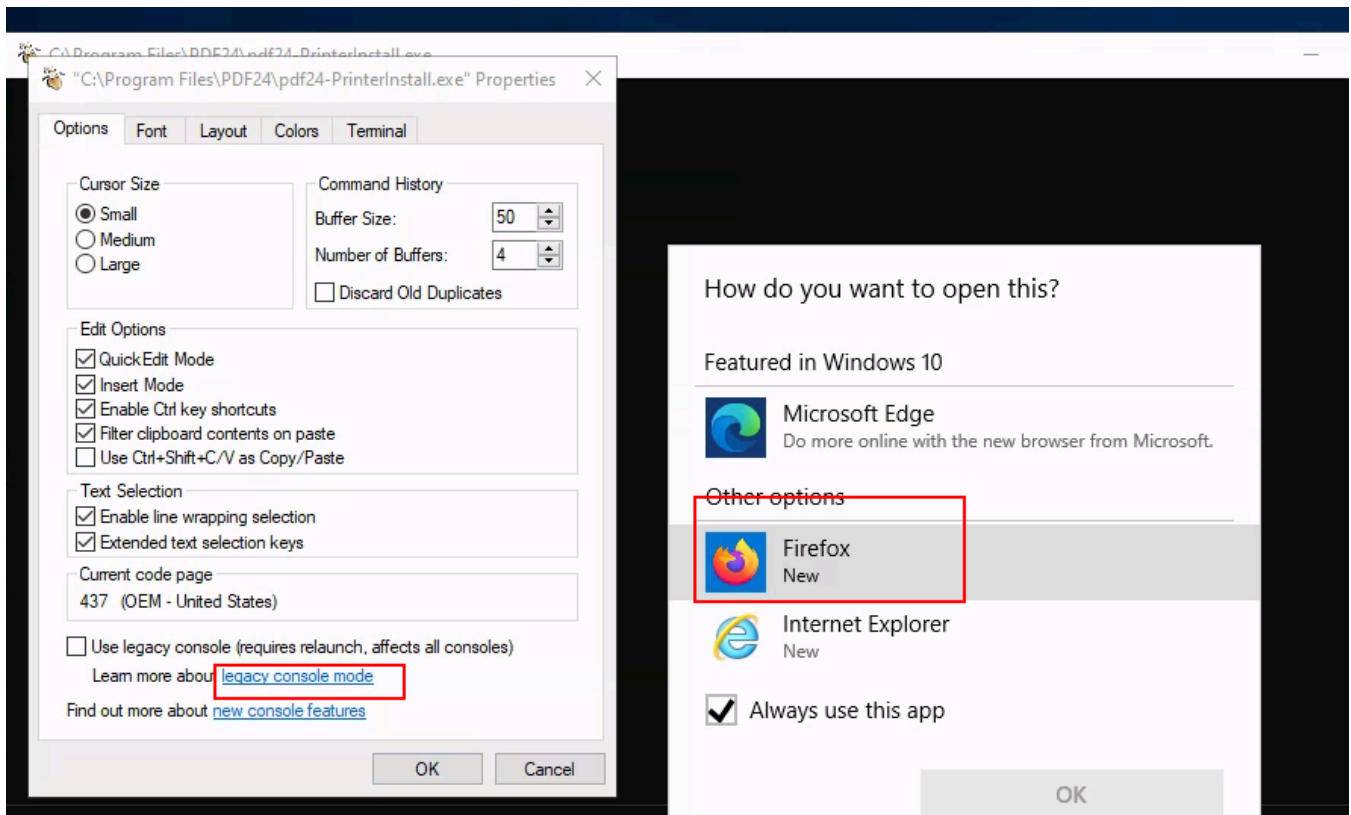 C:\Program Files\PDF24\pdf24-PrinterInstall.exe
"C:\Program Files\PDF24\pdf24-PrinterInstall.exe" Properties
Options Font Layout Colors Terminal
Cursor Size
Small
Medium
Large
Command History
Buffer Size: 50
Number of Buffers: 4
Discard Old Duplicates
Edit Options
QuickEdit Mode
Insert Mode
Enable Ctrl key shortcuts
Filter clipboard contents on paste
Use Ctrl+Shift+C/V as Copy/Paste
Text Selection
Enable line wrapping selection
Extended text selection keys
Current code page
437 (OEM - United States)
Use legacy console (requires relaunch, affects all consoles)
Learn more about legacy console mode
Find out more about new console features
OK Cancel
How do you want to open this?
Featured in Windows 10
Microsoft Edge
Do more online with the new browser from Microsoft.
Other options
Firefox
New
Internet Explorer
New
Always use this app
OK